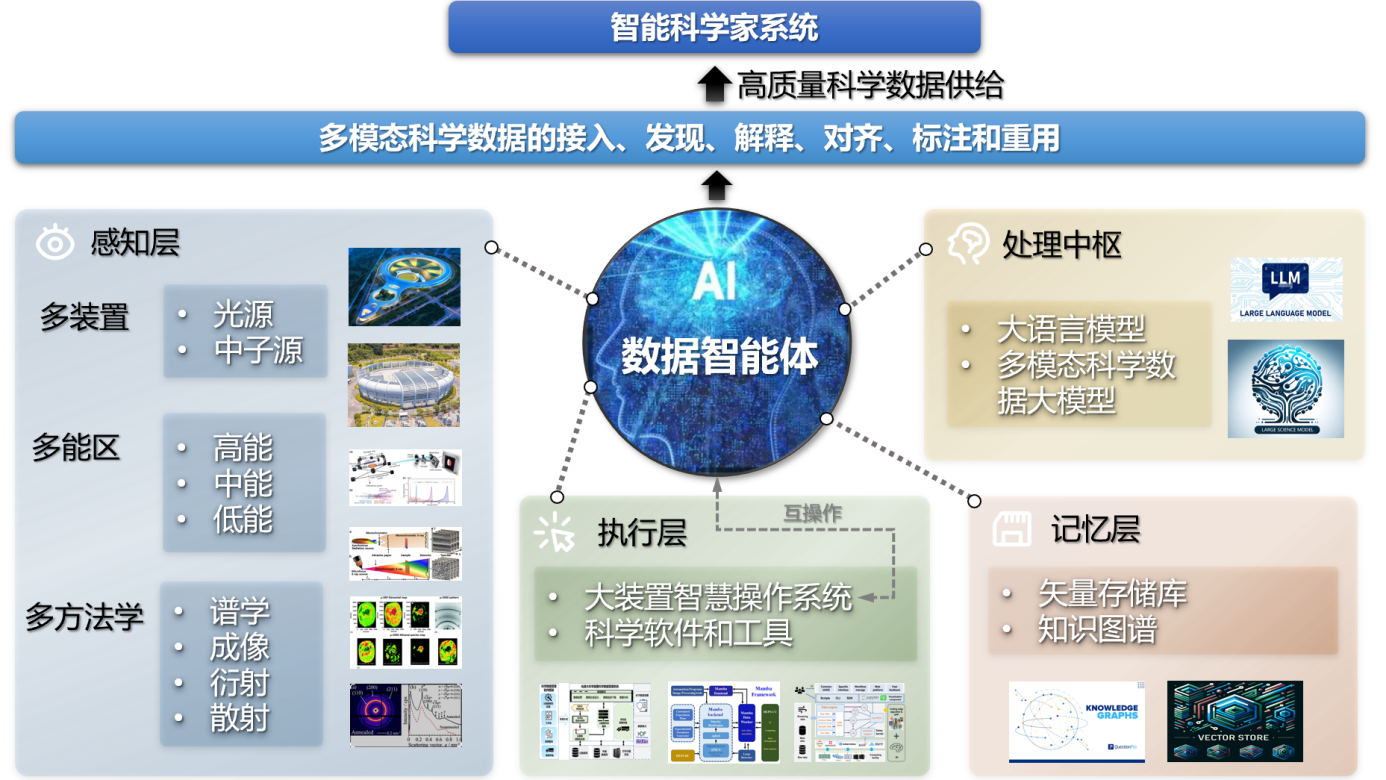 智能科学家系统
高质量科学数据供给
多模态科学数据的接入、发现、解释、对齐、标注和重用
感知层
多装置
• 光源
• 中子源
多能区
• 高能
• 中能
• 低能
多方法学
• 谱学
• 成像
• 衍射
• 散射
AI
数据智能体
处理中枢
• 大语言模型
• 多模态科学数
据大模型
LLM
LARGE LANGUAGE MODEL
LARGE SCIENCE MODEL
互操作
执行层
• 大装置智慧操作系统
• 科学软件和工具
Mamba
Framework
Mamba
backend
Mamba
Data
Worker
记忆层
• 矢量存储库
• 知识图谱
KNOWLEDGE
GRAPHS
VECTOR STORE